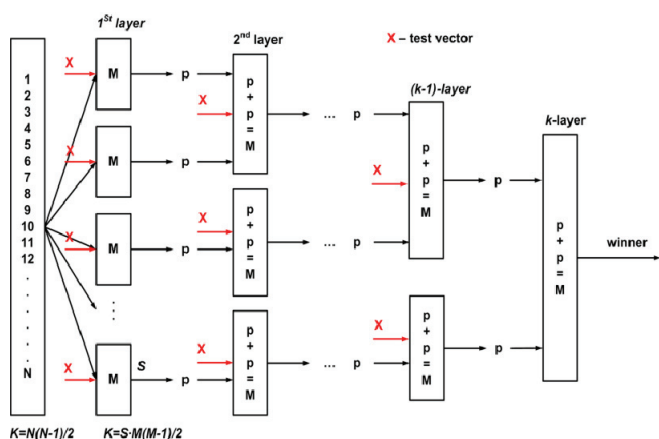 1st layer
2nd layer
X – test vector
(k-1)-layer
k-layer
1
2
3
4
5
6
7
8
9
10
11
12
.
.
.
.
.
.
N
X
M
p
X
M
p
X
M
p
...
X
M
S
p
X
p
+
p
=
M
... p
X
p
+
p
=
M
... p
X
p
+
p
=
M
... p
X
p
+
p
=
M
p
X
p
+
p
=
M
p
p
+
p
=
M
winner
K=N(N-1)/2
K=S·M(M-1)/2